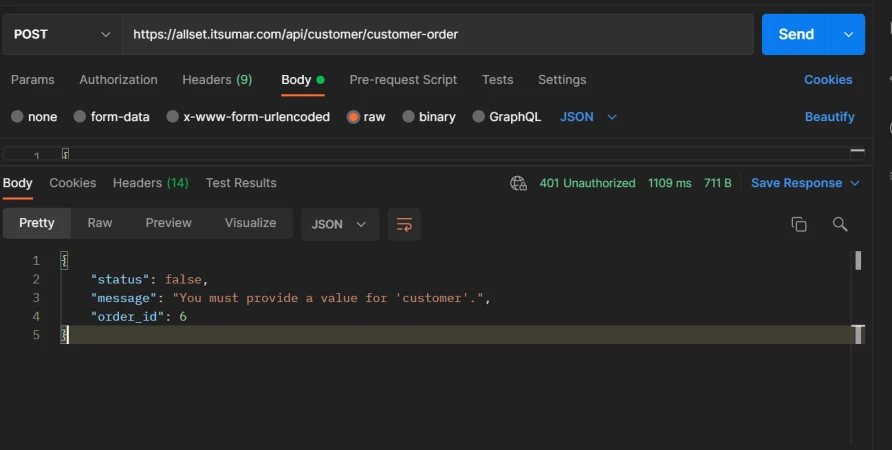 POST https://allset.itsumar.com/api/customer/customer-order Send
Params Authorization Headers (9) Body Pre-request Script Tests Settings Cookies
none form-data x-www-form-urlencoded raw binary GraphQL JSON Beautify
1 {
Body Cookies Headers (14) Test Results 401 Unauthorized 1109 ms 711 B Save Response
Pretty Raw Preview Visualize JSON
1 {
2 "status": false,
3 "message": "You must provide a value for 'customer'.",
4 "order_id": 6
5 }